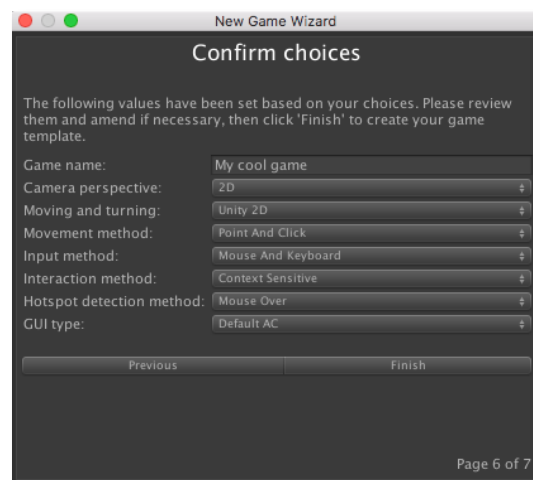 New Game Wizard
Confirm choices
The following values have been set based on your choices. Please review
them and amend if necessary, then click 'Finish' to create your game
template.
Game name: My cool game
Camera perspective: 2D
Moving and turning: Unity 2D
Movement method: Point And Click
Input method: Mouse And Keyboard
Interaction method: Context Sensitive
Hotspot detection method: Mouse Over
GUI type: Default AC
Previous Finish
Page 6 of 7